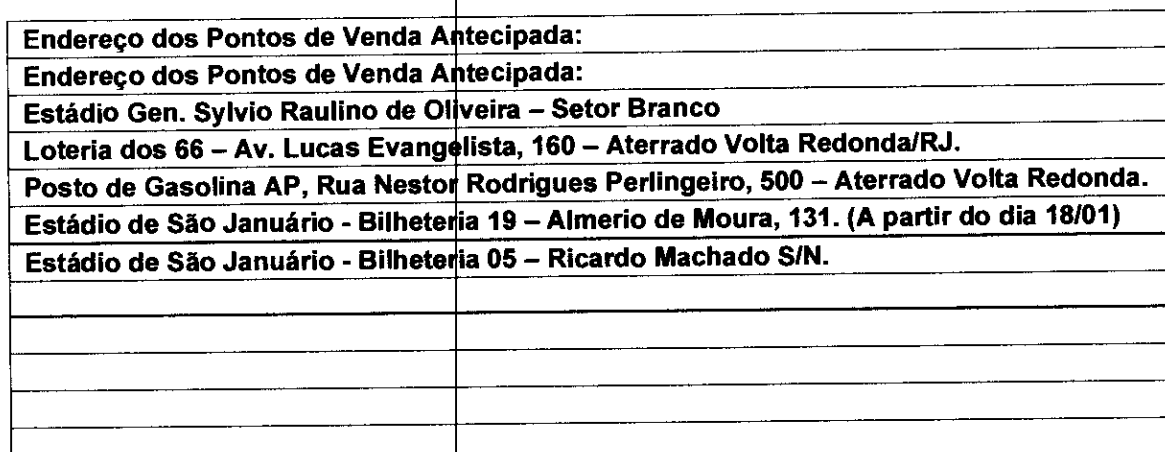 Endereço dos Pontos de Venda Antecipada:
Endereço dos Pontos de Venda Antecipada:
Estádio Gen. Sylvio Raulino de Oliveira – Setor Branco
Loteria dos 66 – Av. Lucas Evangelista, 160 – Aterrado Volta Redonda/RJ.
Posto de Gasolina AP, Rua Nestor Rodrigues Perlingeiro, 500 – Aterrado Volta Redonda.
Estádio de São Januário - Bilheteria 19 – Almerio de Moura, 131. (A partir do dia 18/01)
Estádio de São Januário - Bilheteria 05 – Ricardo Machado S/N.